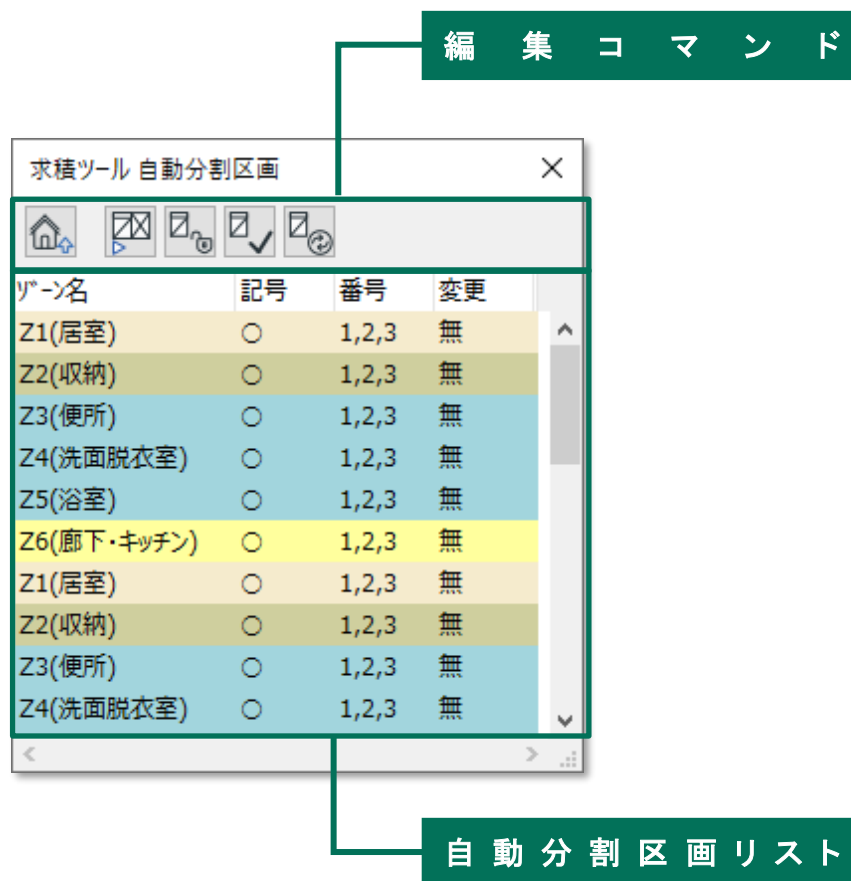 編集コマンド
求積ツール 自動分割区画
ｿﾞｰﾝ名 記号 番号 変更
Z1(居室) ○ 1,2,3 無
Z2(収納) ○ 1,2,3 無
Z3(便所) ○ 1,2,3 無
Z4(洗面脱衣室) ○ 1,2,3 無
Z5(浴室) ○ 1,2,3 無
Z6(廊下・ｷｯﾁﾝ) ○ 1,2,3 無
Z1(居室) ○ 1,2,3 無
Z2(収納) ○ 1,2,3 無
Z3(便所) ○ 1,2,3 無
Z4(洗面脱衣室) ○ 1,2,3 無
自動分割区画リスト